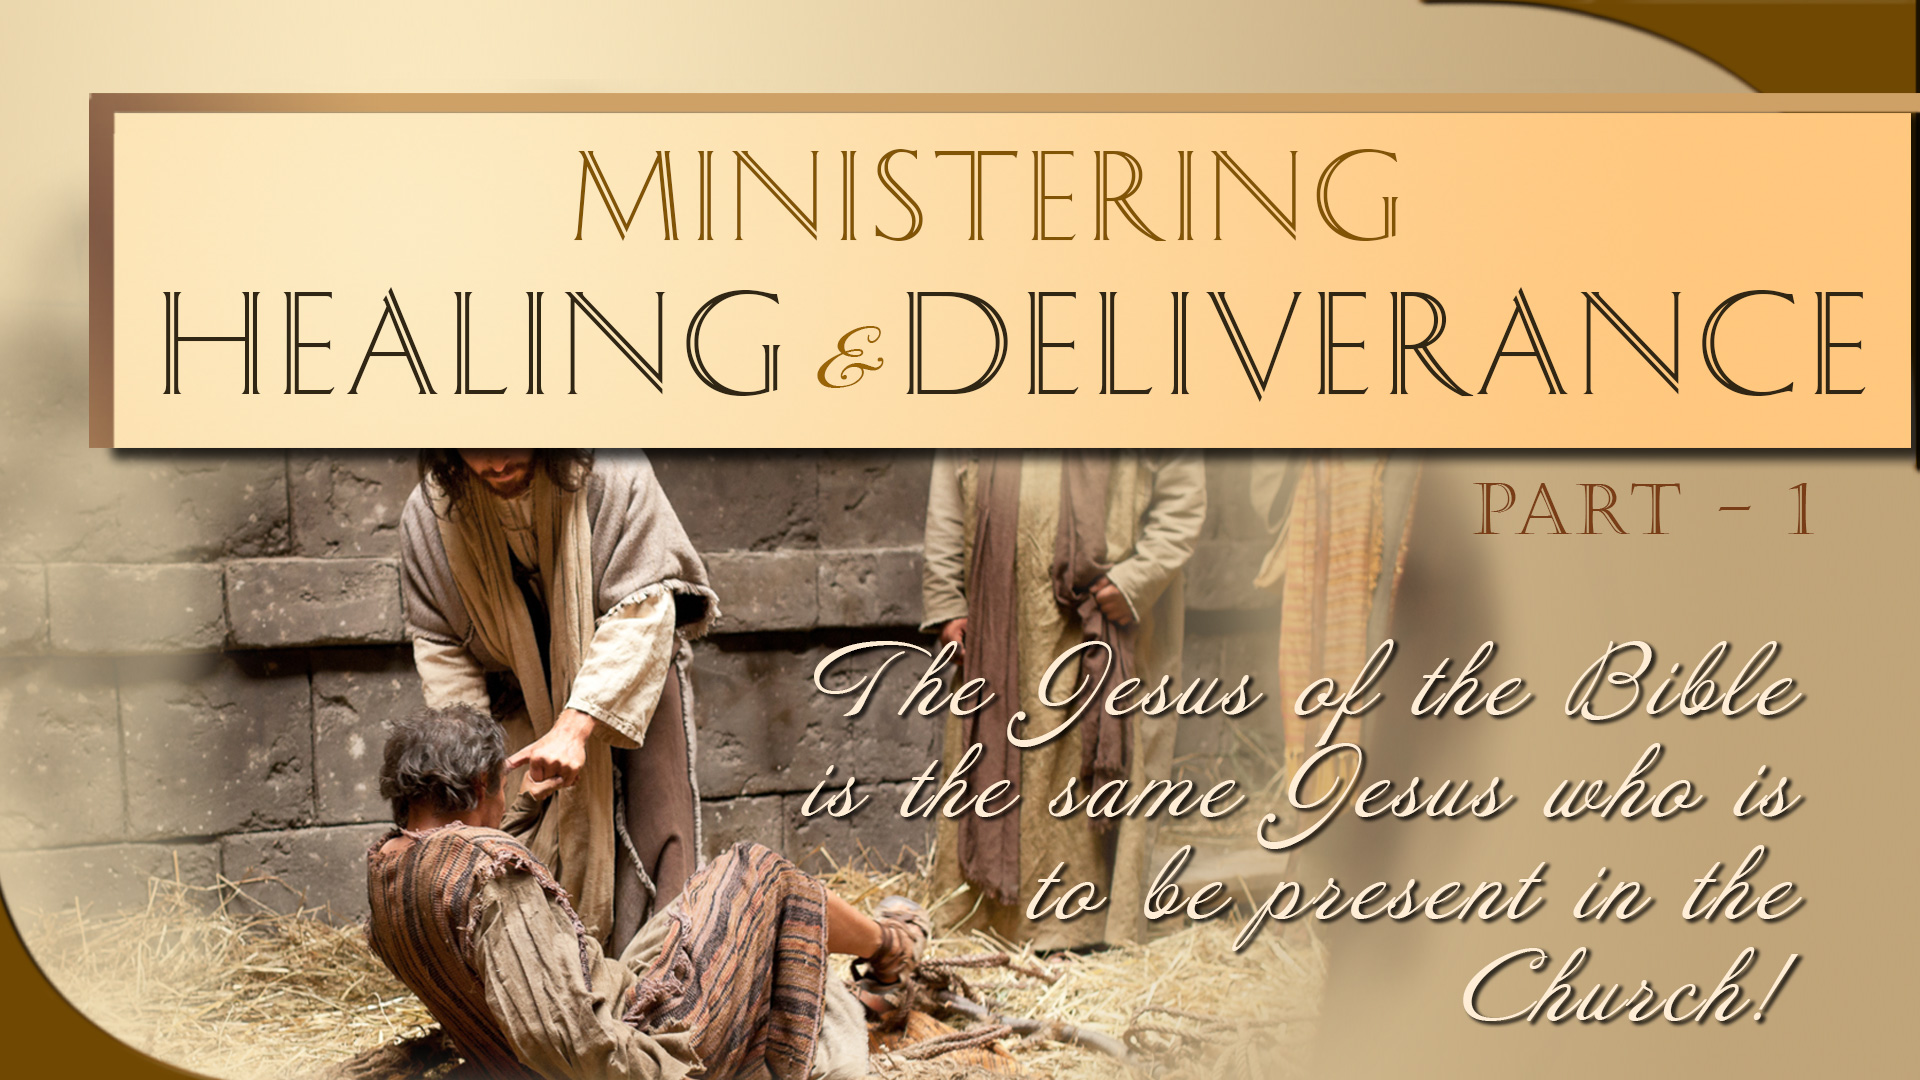 MINISTERING
HEALING & DELIVERANCE
PART - 1
The Jesus of the Bible
is the same Jesus who is
to be present in the
Church!